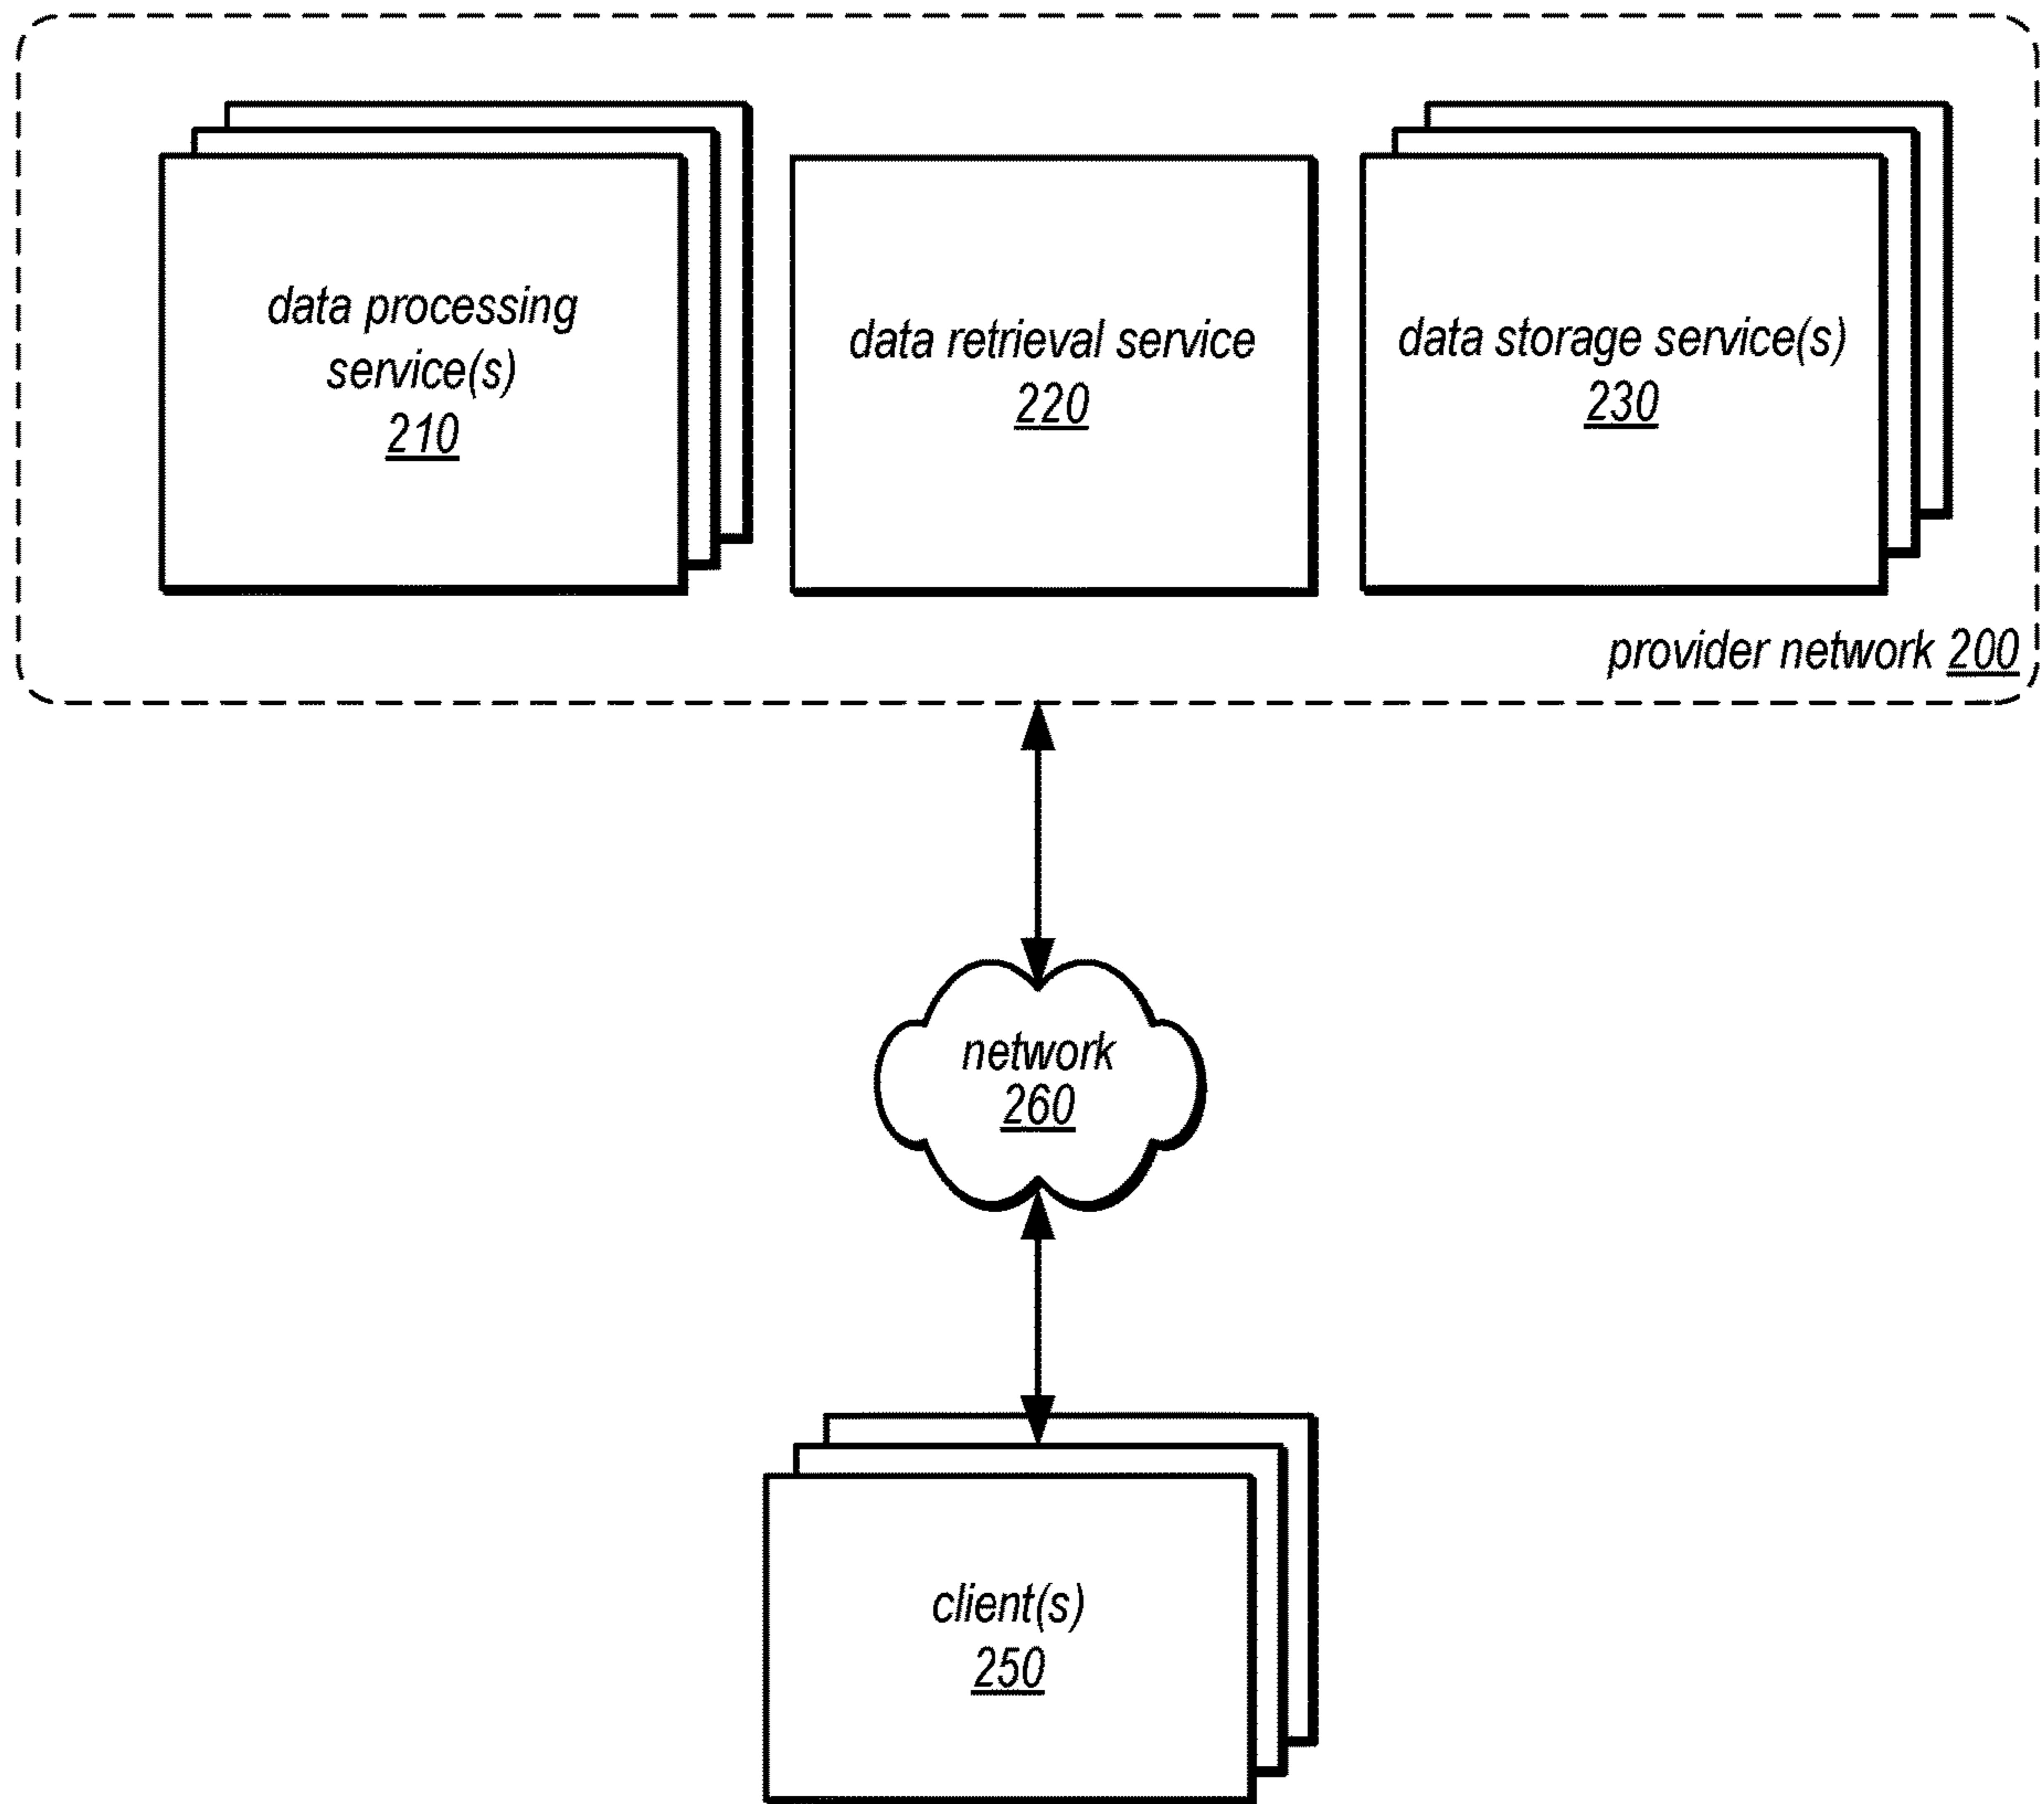 data processing
service(s)
210
data retrieval service
220
data storage service(s)
230
provider network 200
network
260
client(s)
250